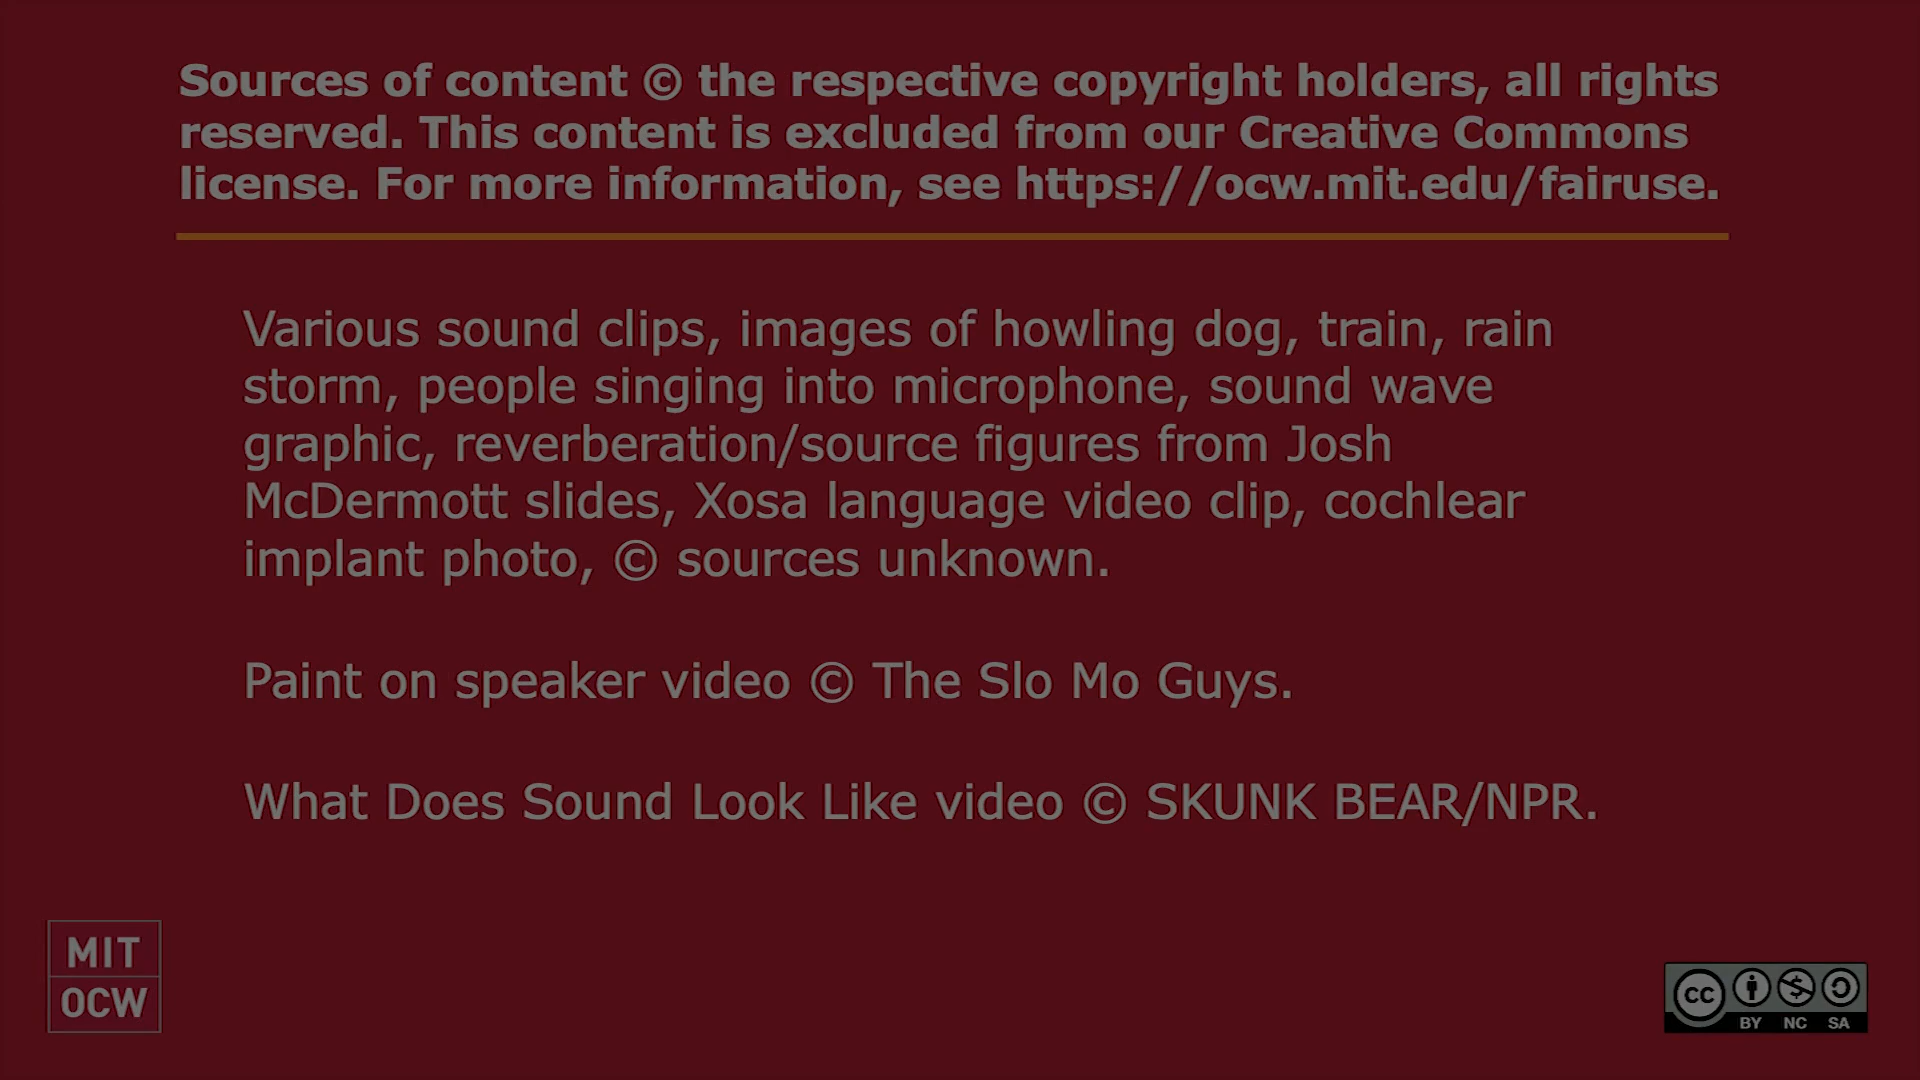 Sources of content © the respective copyright holders, all rights
reserved. This content is excluded from our Creative Commons
license. For more information, see https://ocw.mit.edu/fairuse.
Various sound clips, images of howling dog, train, rain
storm, people singing into microphone, sound wave
graphic, reverberation/source figures from Josh
McDermott slides, Xosa language video clip, cochlear
implant photo, © sources unknown.
Paint on speaker video © The Slo Mo Guys.
What Does Sound Look Like video © SKUNK BEAR/NPR.
MIT
OCW
cc
BY NC SA